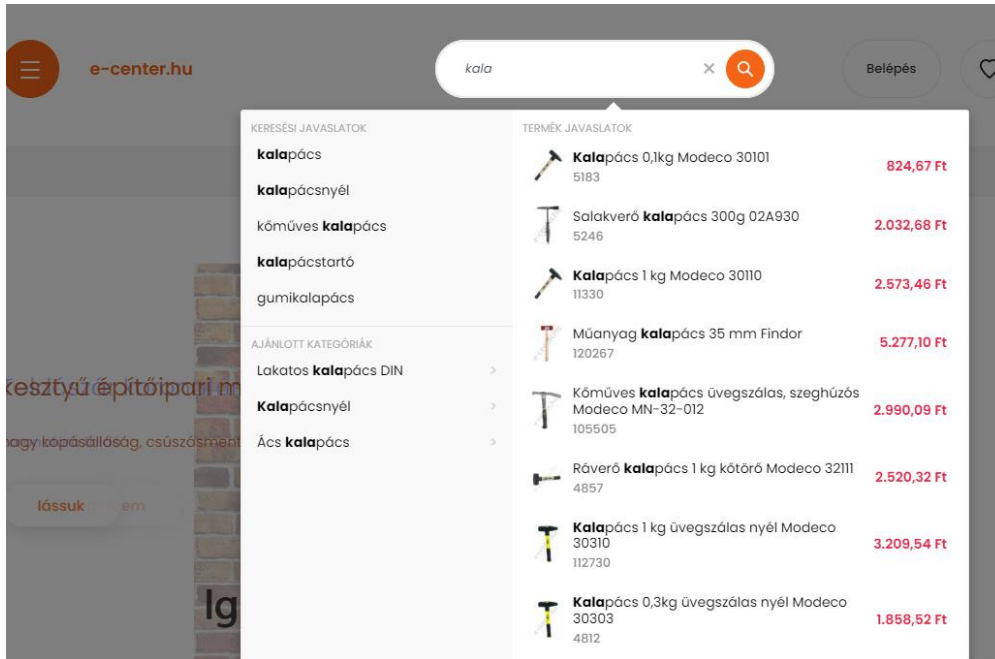 e-center.hu
kala
Belépés
KERESÉSI JAVASLATOK
kalapács
kalapácsnyél
kőműves kalapács
kalapácstartó
gumikalapács
AJÁNLOTT KATEGÓRIÁK
Lakatos kalapács DIN
Kalapácsnyél
Ács kalapács
TERMÉK JAVASLATOK
Kalapács 0,1kg Modeco 30101
5183
824,67 Ft
Salakverő kalapács 300g 02A930
5246
2.032,68 Ft
Kalapács 1 kg Modeco 30110
11330
2.573,46 Ft
Műanyag kalapács 35 mm Findor
120267
5.277,10 Ft
Kőműves kalapács üvegszálas, szeghúzós
Modeco MN-32-012
105505
2.990,09 Ft
Ráverő kalapács 1 kg kőtörő Modeco 32111
4857
2.520,32 Ft
Kalapács 1 kg üvegszálas nyél Modeco
30310
112730
3.209,54 Ft
Kalapács 0,3kg üvegszálas nyél Modeco
30303
4812
1.858,52 Ft
kesztyű építőipari m
nagy kopásállóság, csúszásment
lássuk
Ig